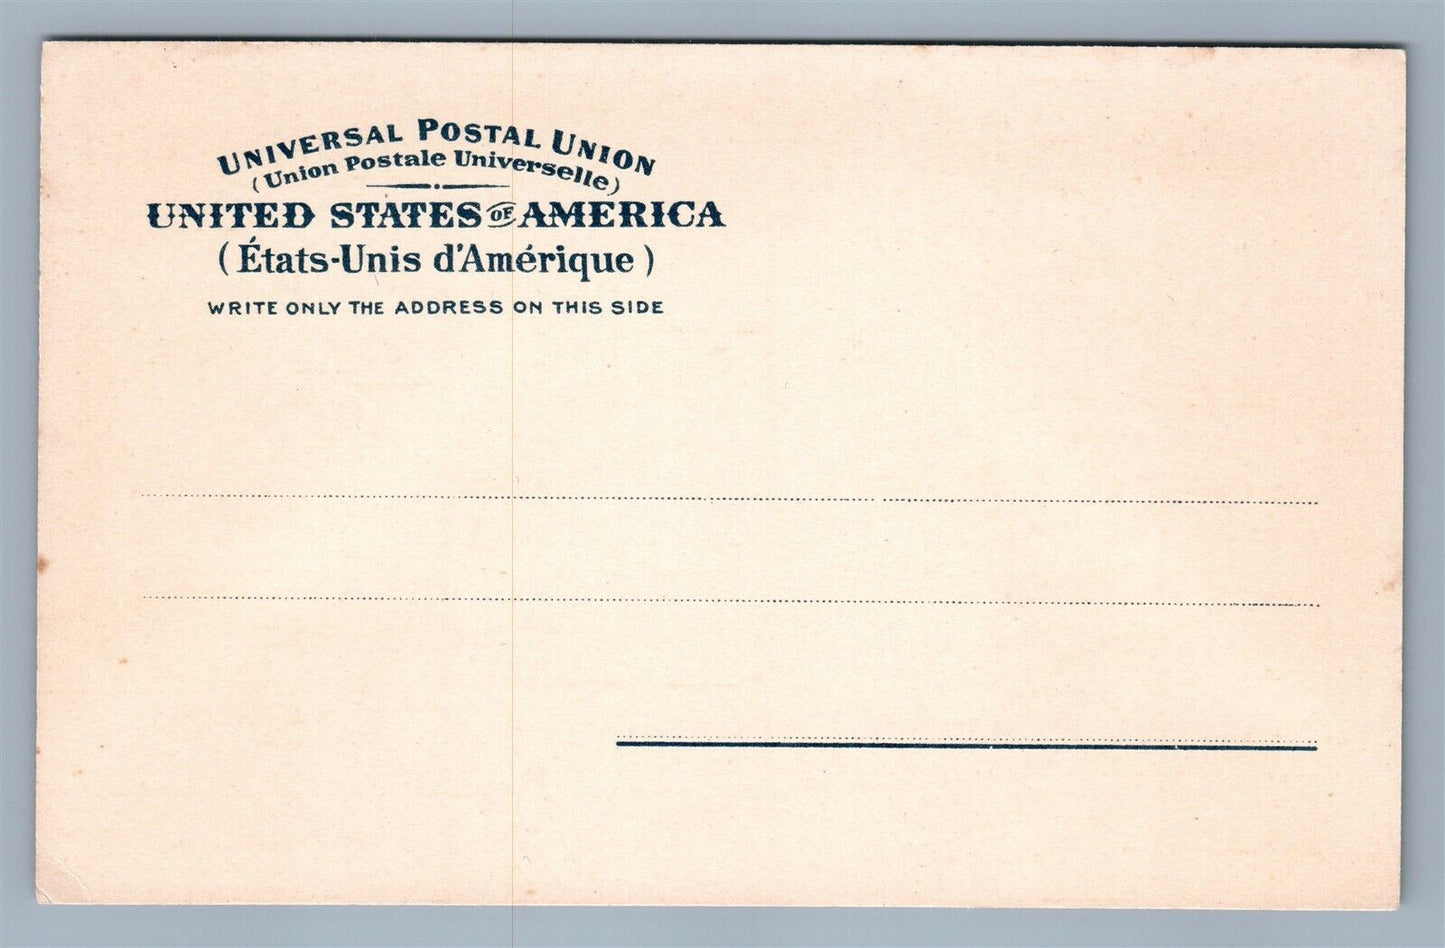 UNIVERSAL POSTAL UNION
(Union Postale Universelle)
UNITED STATES OF AMERICA
(États-Unis d'Amérique)
WRITE ONLY THE ADDRESS ON THIS SIDE